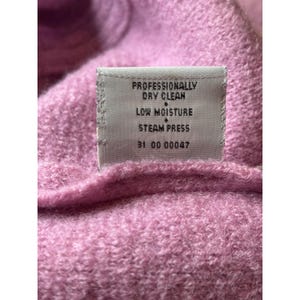 PROFESSIONALLY
DRY CLEAN
•
LOW MOISTURE
•
STEAM PRESS
31 00 00047